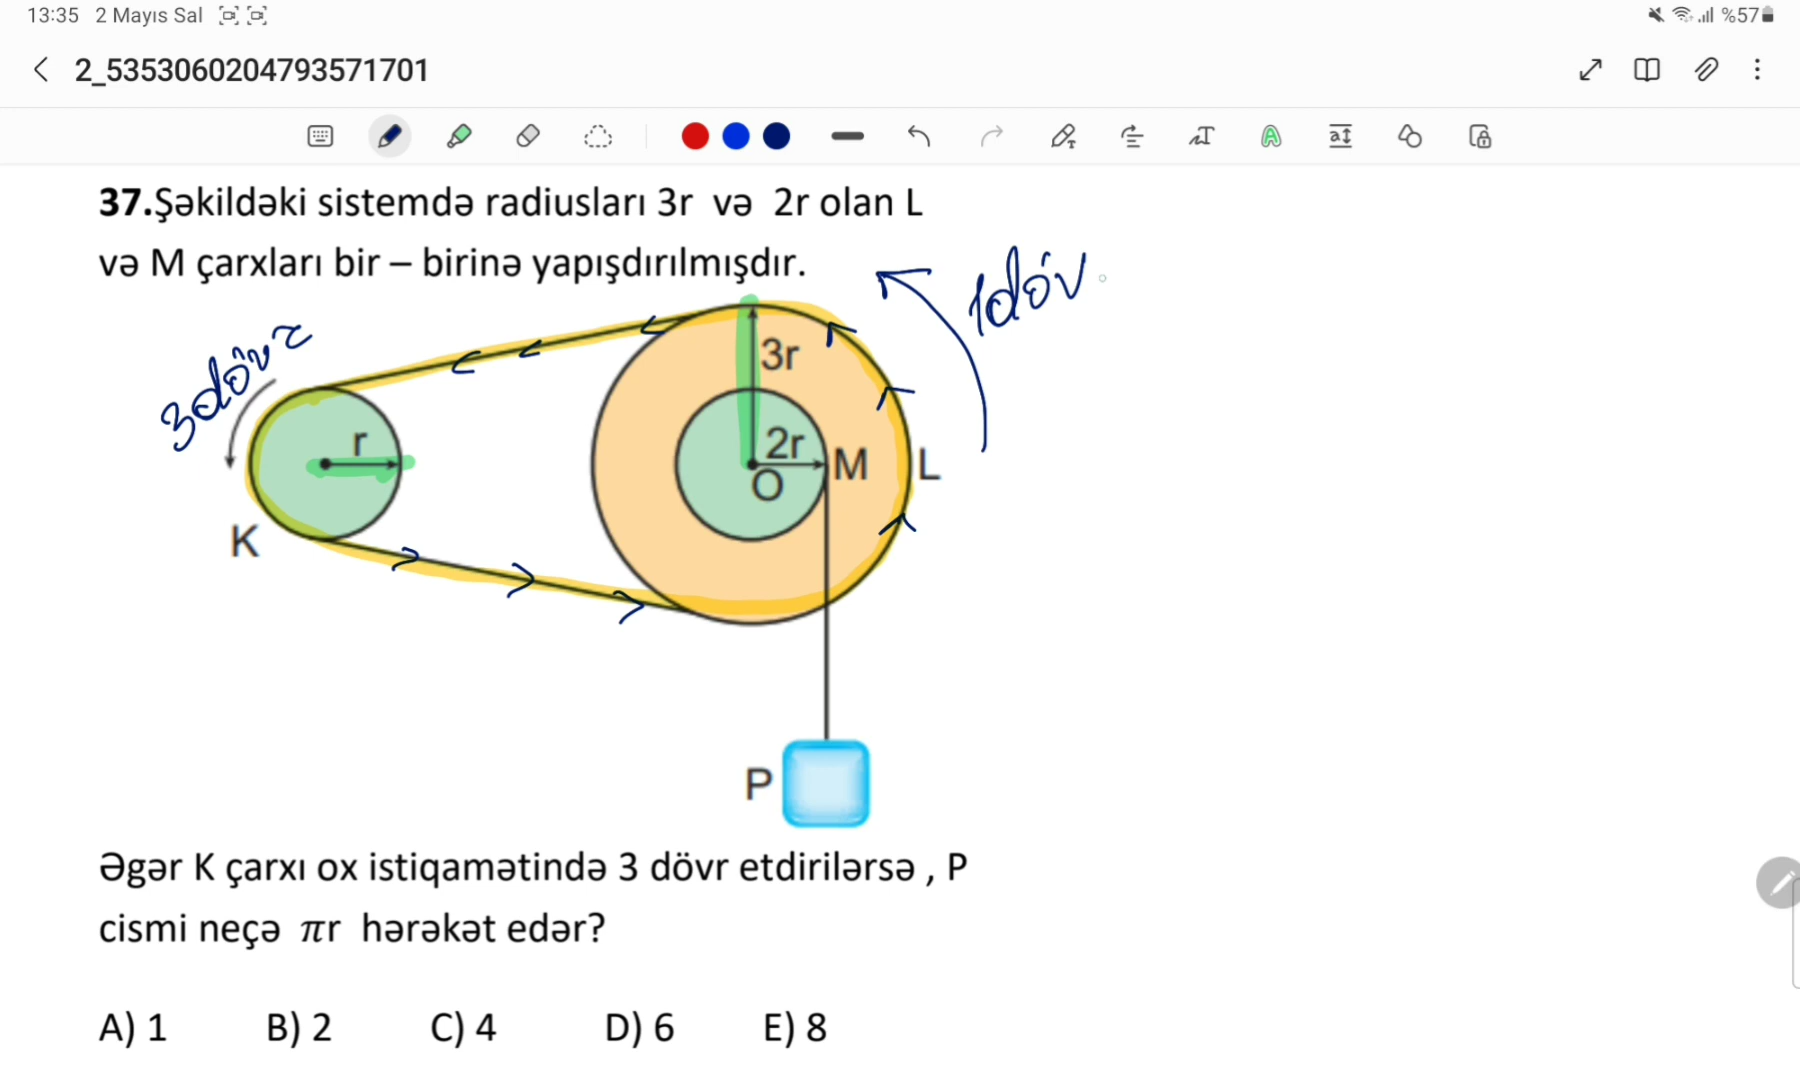 13:35 2 Mayıs Sal
%57
2_5353060204793571701
37.Şəkildəki sistemdə radiusları 3r və 2r olan L
və M çarxları bir – birinə yapışdırılmışdır.
1döv
3dövr
3r
r
2r
M
L
O
K
P
Əgər K çarxı ox istiqamətində 3 dövr etdirilərsə , P
cismi neçə πr hərəkət edər?
A) 1 B) 2 C) 4 D) 6 E) 8